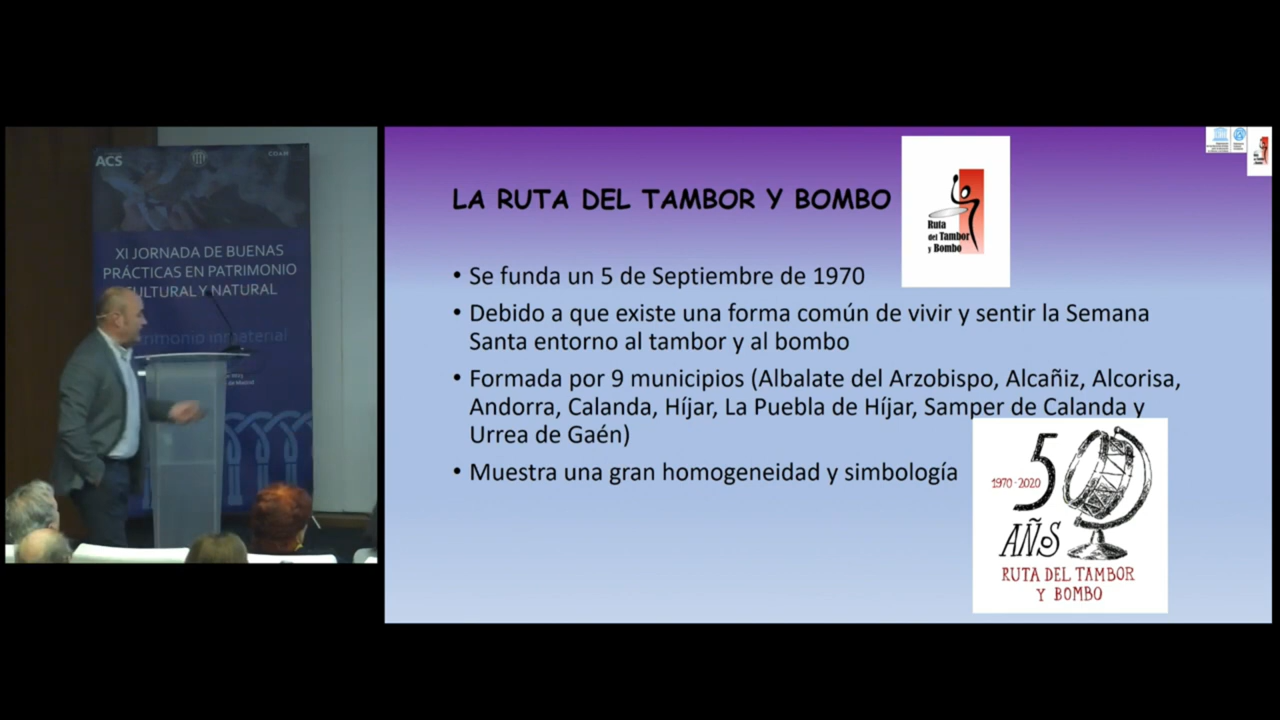 ACS
COAM
XI JORNADA DE BUENAS
PRÁCTICAS EN PATRIMONIO
CULTURAL Y NATURAL
LA RUTA DEL TAMBOR Y BOMBO
Ruta
del Tambor
y Bombo
• Se funda un 5 de Septiembre de 1970
• Debido a que existe una forma común de vivir y sentir la Semana
Santa entorno al tambor y al bombo
• Formada por 9 municipios (Albalate del Arzobispo, Alcañiz, Alcorisa,
Andorra, Calanda, Híjar, La Puebla de Híjar, Samper de Calanda y
Urrea de Gaén)
• Muestra una gran homogeneidad y simbología
50
1970-2020
AÑOS
RUTA DEL TAMBOR
Y BOMBO